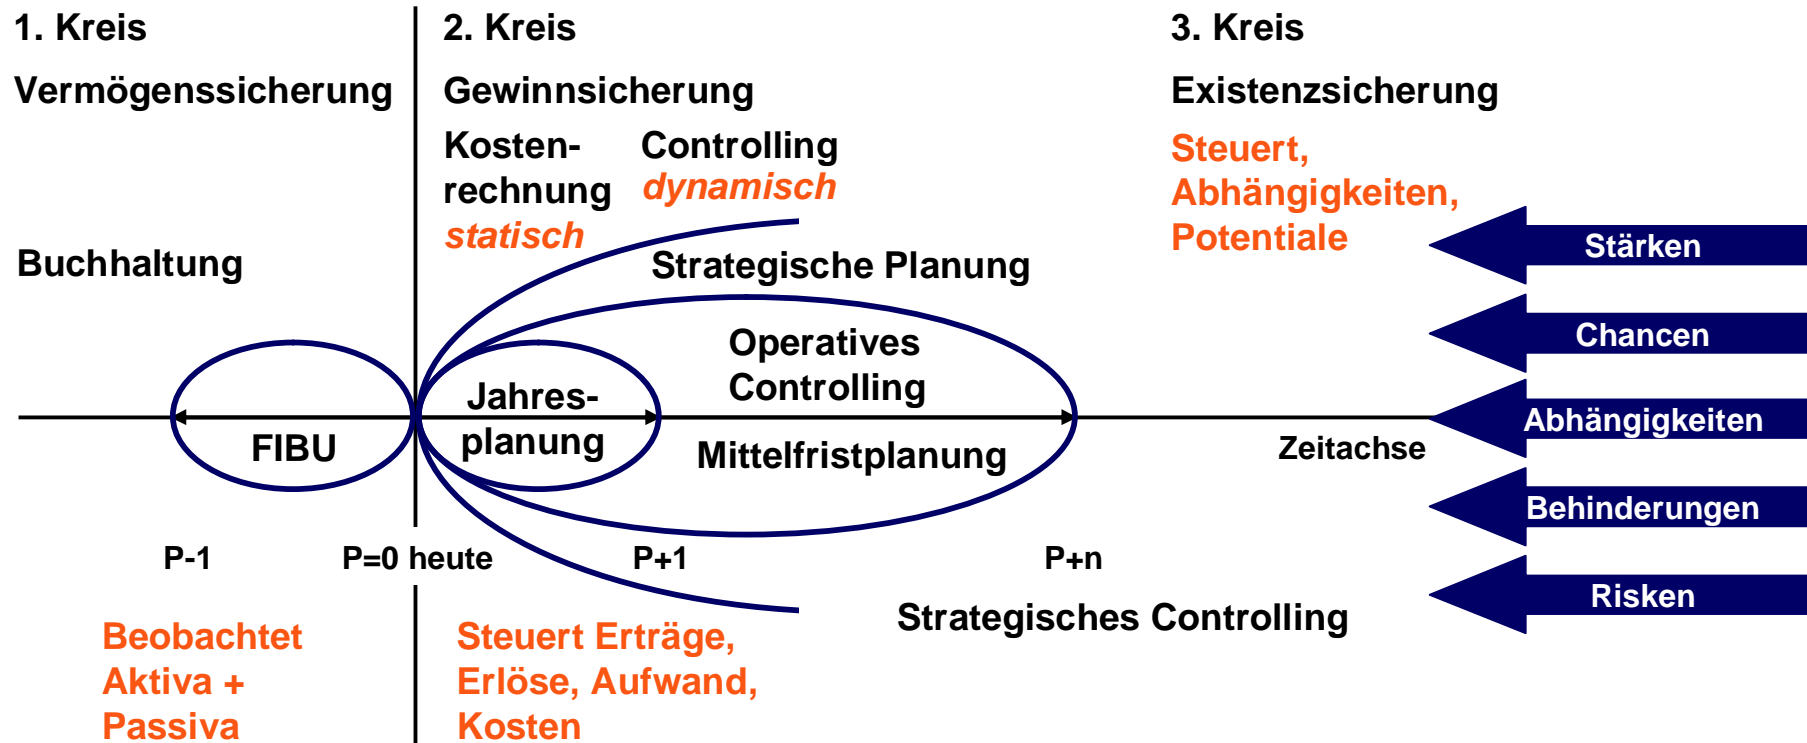 1. Kreis
Vermögenssicherung
Buchhaltung
FIBU
P-1
P=0 heute
Beobachtet
Aktiva +
Passiva
2. Kreis
Gewinnsicherung
Kosten-
rechnung
statisch
Controlling
dynamisch
Strategische Planung
Operatives
Controlling
Jahres-
planung
Mittelfristplanung
P+1
P+n
Steuert Erträge,
Erlöse, Aufwand,
Kosten
Strategisches Controlling
3. Kreis
Existenzsicherung
Steuert,
Abhängigkeiten,
Potentiale
Zeitachse
Stärken
Chancen
Abhängigkeiten
Behinderungen
Risken